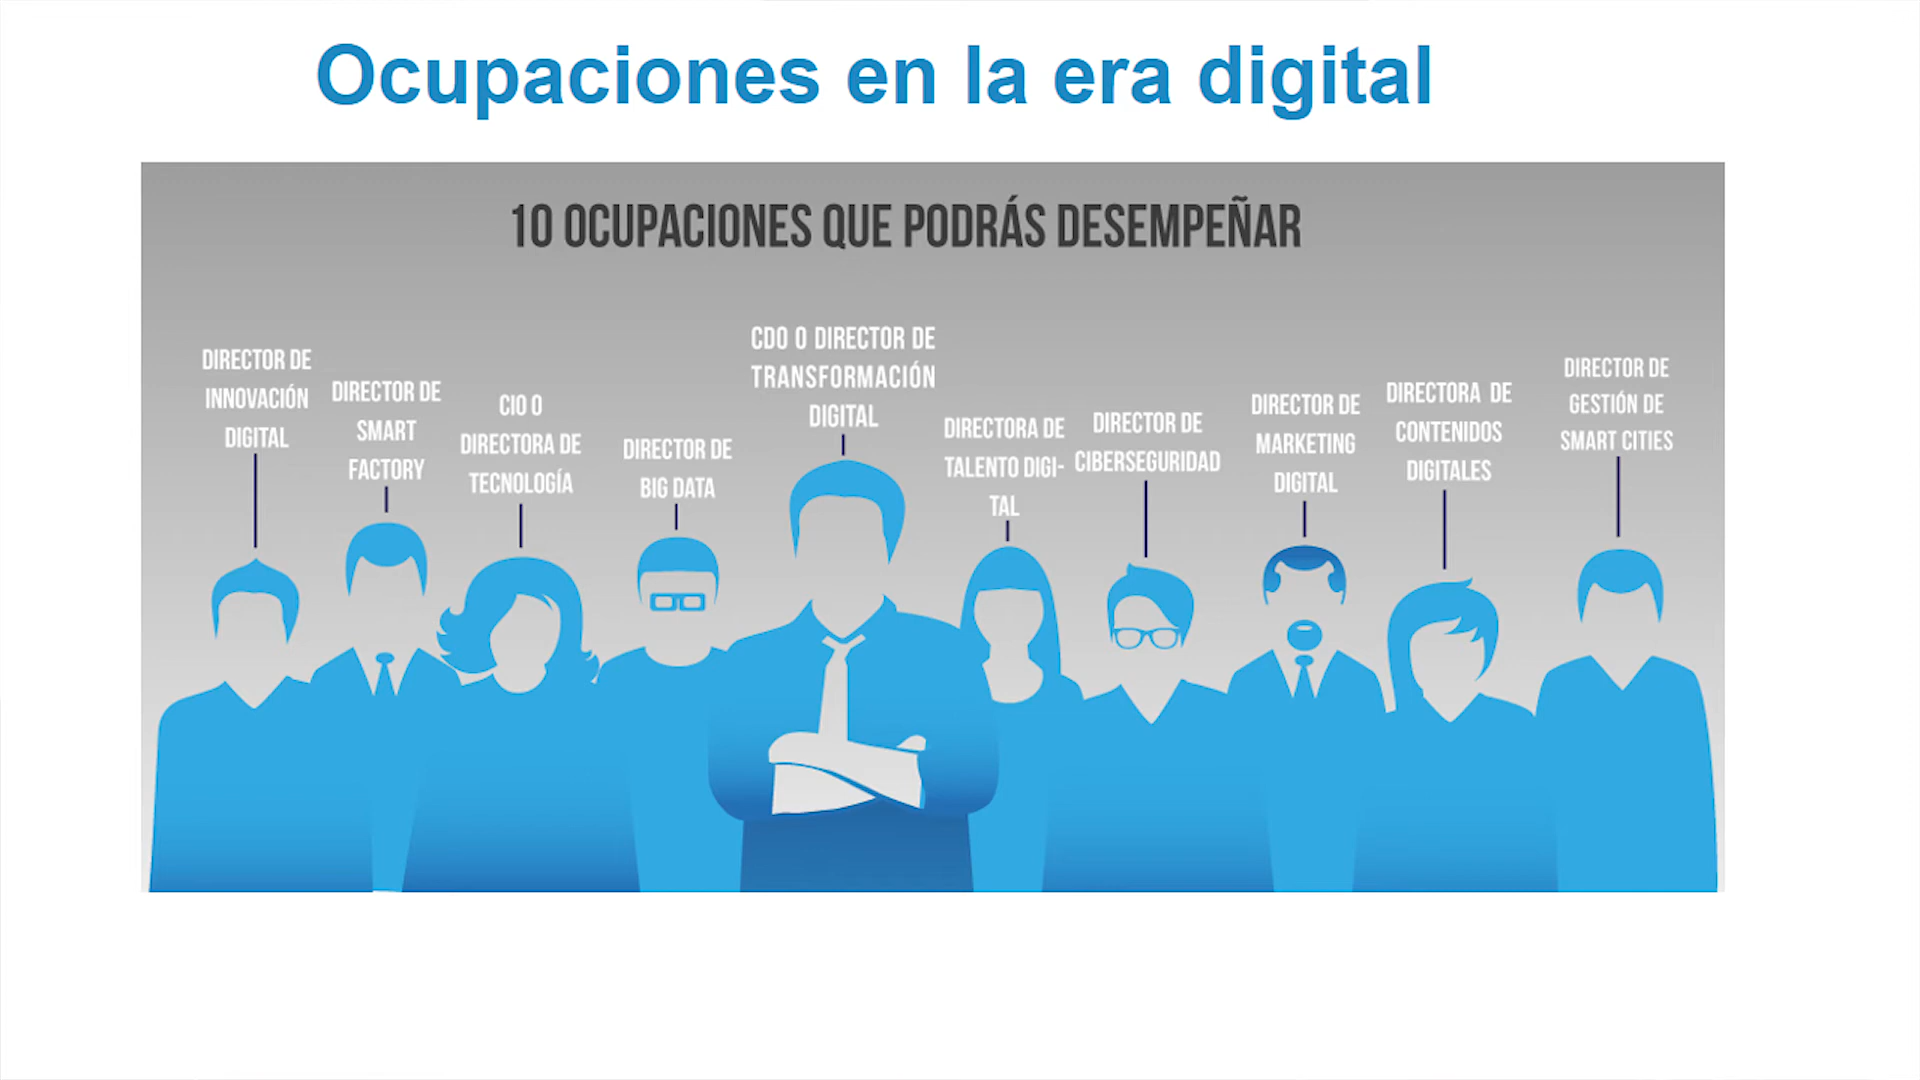 Ocupaciones en la era digital
10 OCUPACIONES QUE PODRÁS DESEMPEÑAR
DIRECTOR DE
INNOVACIÓN
DIGITAL
DIRECTOR DE
SMART
FACTORY
CIO O
DIRECTORA DE
TECNOLOGÍA
DIRECTOR DE
BIG DATA
CDO O DIRECTOR DE
TRANSFORMACIÓN
DIGITAL
DIRECTORA DE
TALENTO DIGI-
TAL
DIRECTOR DE
CIBERSEGURIDAD
DIRECTOR DE
MARKETING
DIGITAL
DIRECTORA DE
CONTENIDOS
DIGITALES
DIRECTOR DE
GESTIÓN DE
SMART CITIES